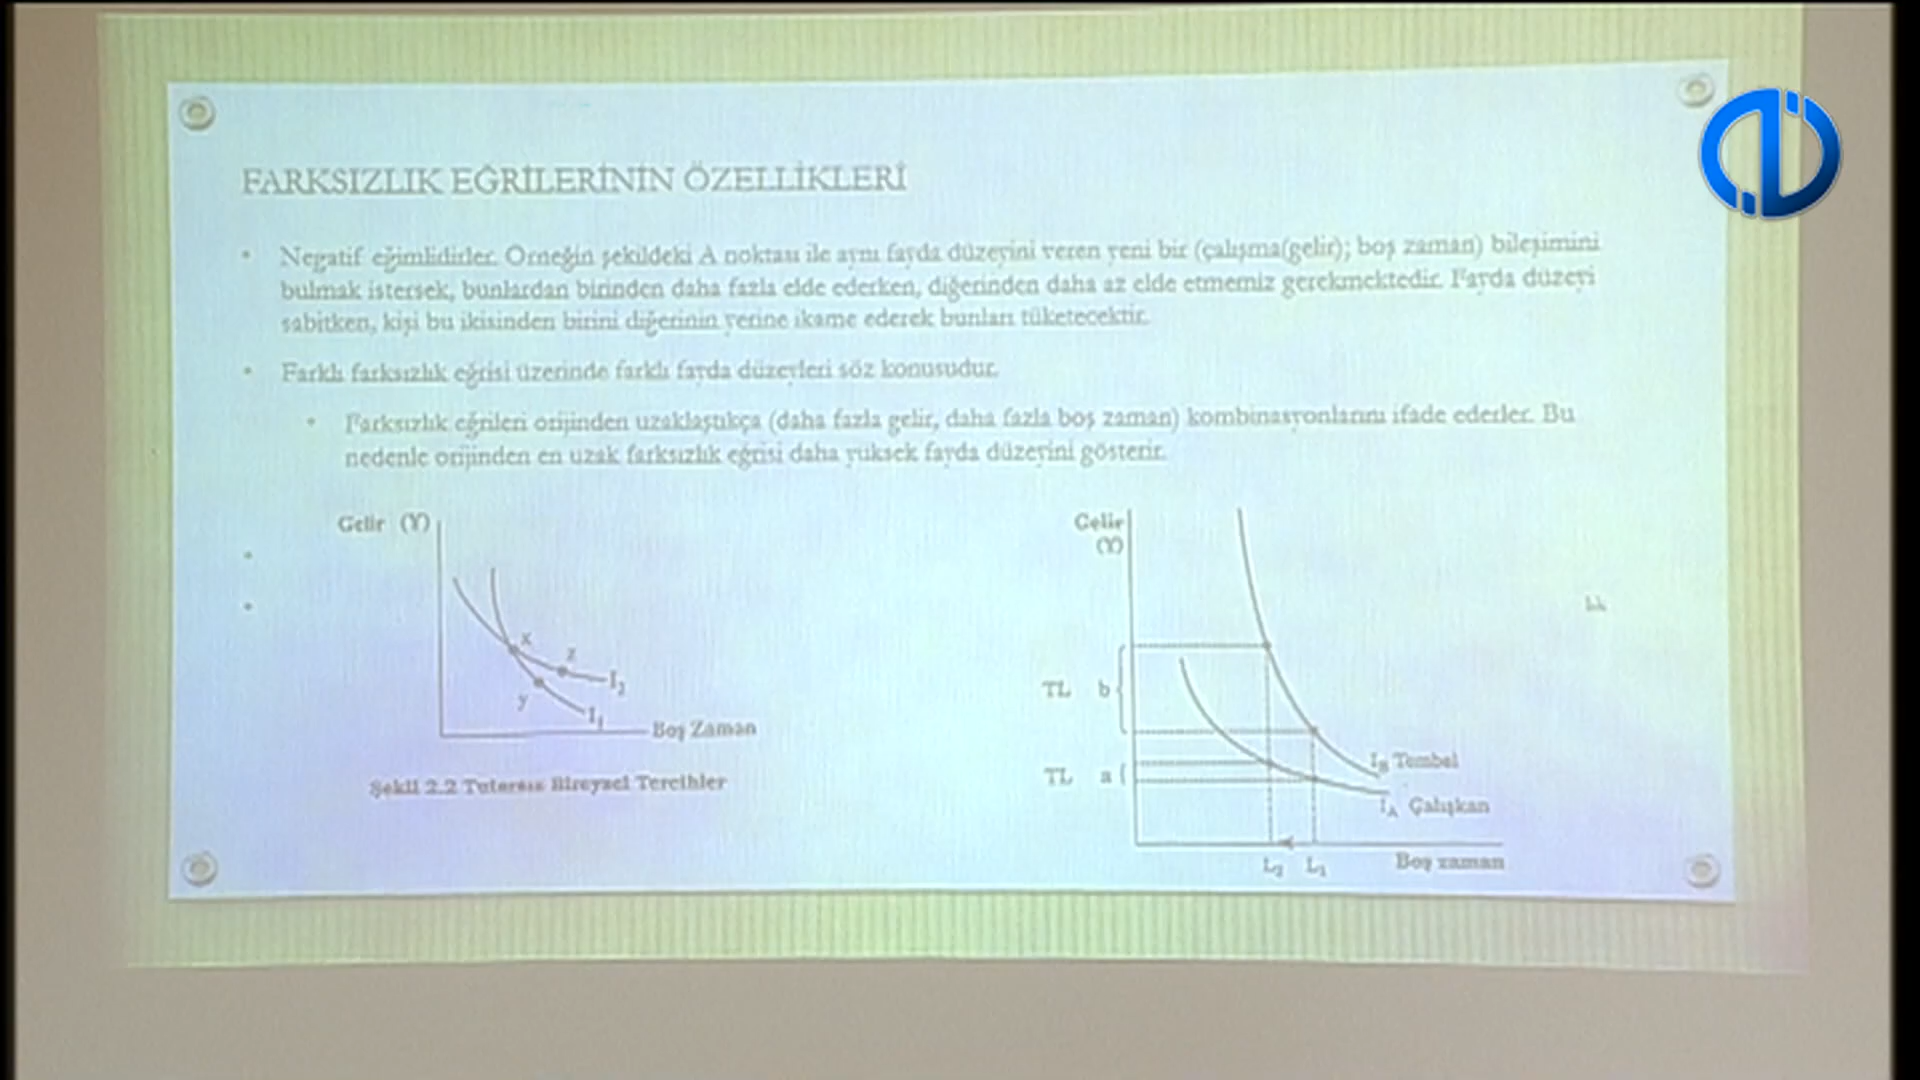 FARKSIZLIK EĞRİLERİNİN ÖZELLİKLERİ
• Negatif eğimlidirler. Örneğin şekildeki A noktası ile aynı fayda düzeyini veren yeni bir (çalışma(gelir); boş zaman) bileşimini
bulmak istersek, bunlardan birinden daha fazla elde ederken, diğerinden daha az elde etmemiz gerekmektedir. Fayda düzeyi
sabitken, kişi bu ikisinden birini diğerinin yerine ikame ederek bunları tüketecektir.
• Farklı farksızlık eğrisi üzerinde farklı fayda düzeyleri söz konusudur.
• Farksızlık eğrileri orijinden uzaklaştıkça (daha fazla gelir, daha fazla boş zaman) kombinasyonlarını ifade ederler. Bu
nedenle orijinden en uzak farksızlık eğrisi daha yüksek fayda düzeyini gösterir.
Gelir (Y)
x
z
y
I₂
I₁
Boş Zaman
Şekil 2.2 Tutarsız Bireysel Tercihler
Gelir
(Y)
TL b
TL a
I_B Tembel
I_A Çalışkan
L₂ L₁ Boş zaman